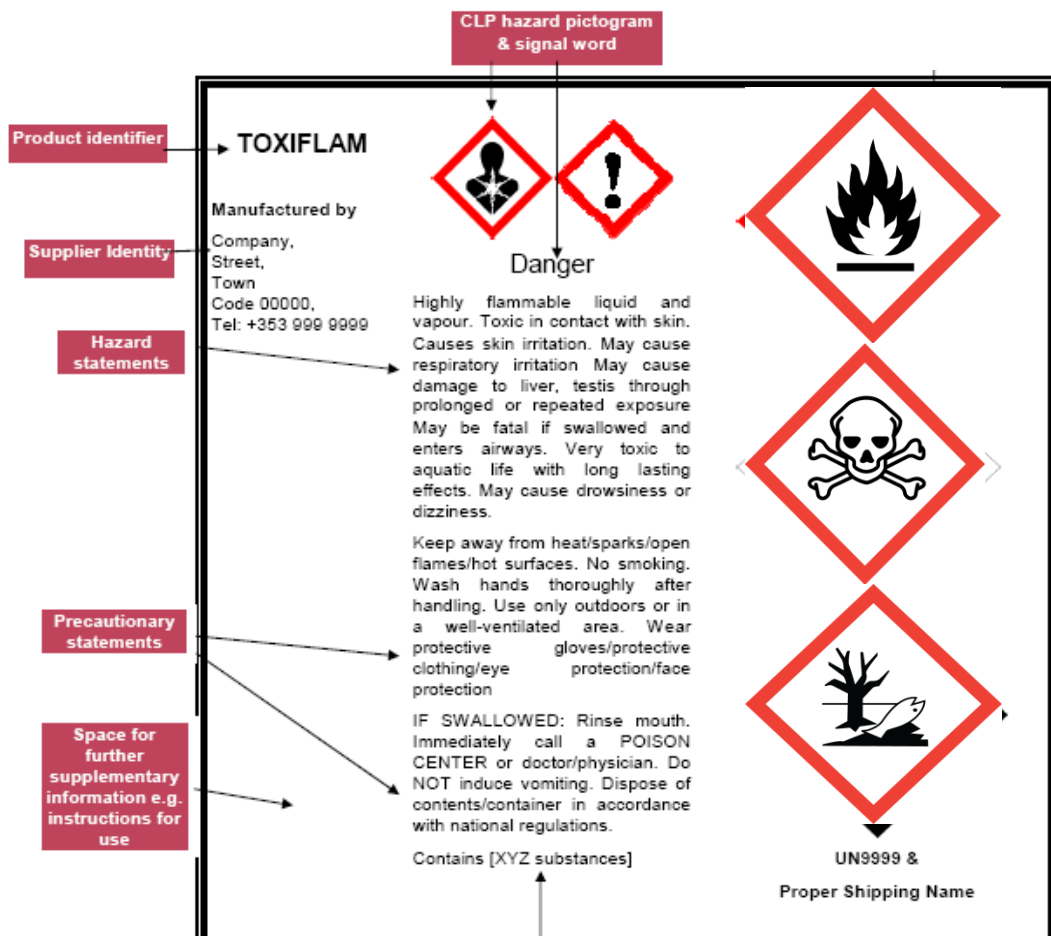 CLP hazard pictogram
& signal word
Product identifier
TOXIFLAM
Manufactured by
Supplier Identity
Company,
Street,
Town
Code 00000,
Tel: +353 999 9999
Danger
Hazard
statements
Highly flammable liquid and
vapour. Toxic in contact with skin.
Causes skin irritation. May cause
respiratory irritation May cause
damage to liver, testis through
prolonged or repeated exposure
May be fatal if swallowed and
enters airways. Very toxic to
aquatic life with long lasting
effects. May cause drowsiness or
dizziness.
Keep away from heat/sparks/open
flames/hot surfaces. No smoking.
Wash hands thoroughly after
handling. Use only outdoors or in
a well-ventilated area. Wear
protective gloves/protective
clothing/eye protection/face
protection
Precautionary
statements
IF SWALLOWED: Rinse mouth.
Immediately call a POISON
CENTER or doctor/physician. Do
NOT induce vomiting. Dispose of
contents/container in accordance
with national regulations.
Space for
further
supplementary
information e.g.
instructions for
use
Contains [XYZ substances]
UN9999 &
Proper Shipping Name